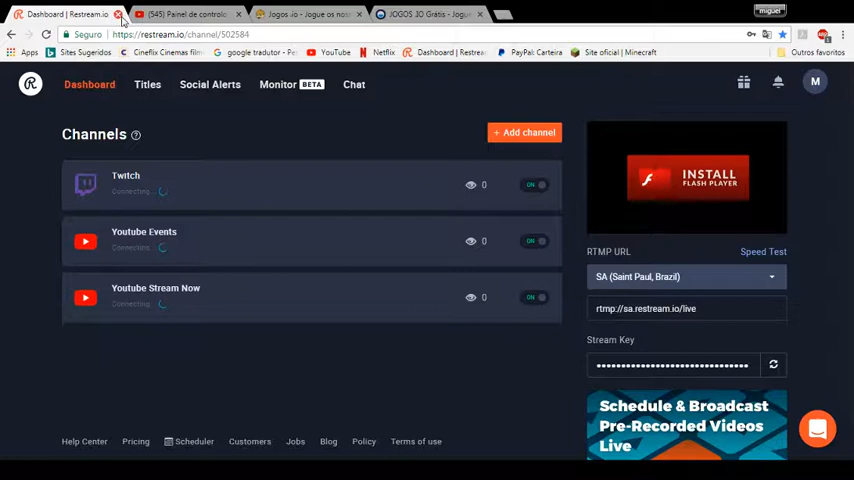 Dashboard | Restream.io
(545) Painel de controle
Jogos .io - Jogue os nos
JOGOS .IO Grátis - Jogu
miguel
Seguro | https://restream.io/channel/502584
Apps
Sites Sugeridos
Cineflix Cinemas film
google tradutor - Pe
YouTube
Netflix
Dashboard | Restrea
PayPal: Carteira
Site oficial | Minecraft
Outros favoritos
Dashboard
Titles
Social Alerts
Monitor BETA
Chat
M
Channels ?
+ Add channel
Twitch
Connecting...
0
ON
Youtube Events
Connecting...
0
ON
Youtube Stream Now
Connecting...
0
ON
INSTALL
FLASH PLAYER
RTMP URL
Speed Test
SA (Saint Paul, Brazil)
rtmp://sa.restream.io/live
Stream Key
Schedule & Broadcast
Pre-Recorded Videos
Live
Help Center
Pricing
Scheduler
Customers
Jobs
Blog
Policy
Terms of use